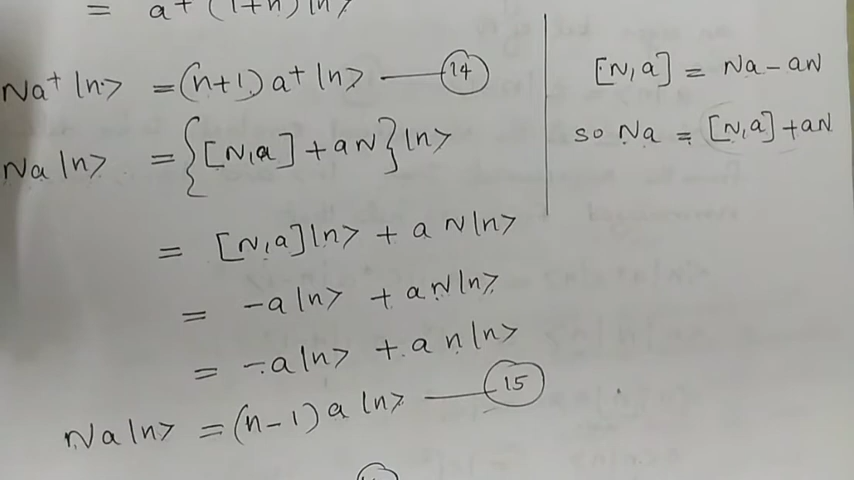 = a⁺ (1+n) |n>
Na⁺ |n> = (n+1) a⁺ |n> — 14
Na |n> = {[N,a] + aN} |n>
= [N,a] |n> + a N |n>
= -a |n> + a N |n>
= -a |n> + a n |n>
Na |n> = (n-1) a |n> — 15
[N,a] = Na - aN
so Na = [N,a] + aN